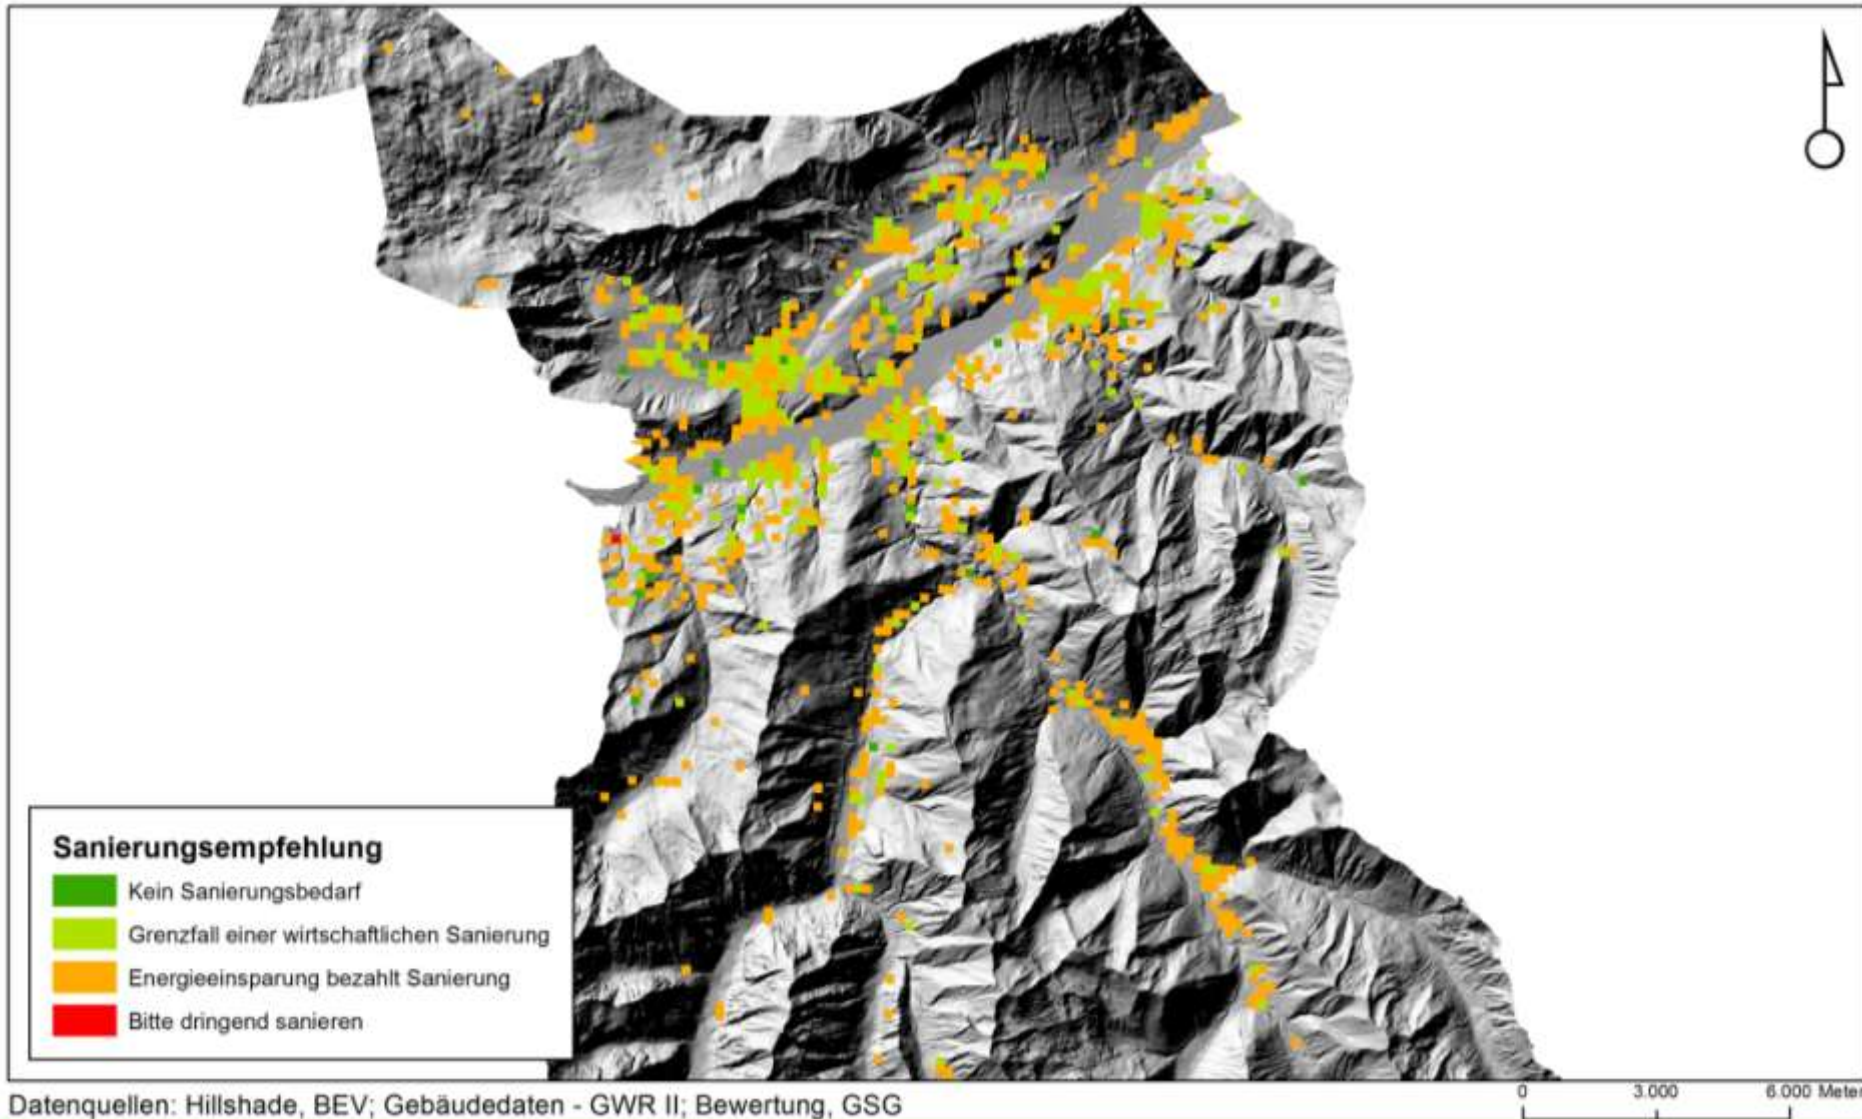 Sanierungsempfehlung
Kein Sanierungsbedarf
Grenzfall einer wirtschaftlichen Sanierung
Energieeinsparung bezahlt Sanierung
Bitte dringend sanieren
0 3.000 6.000 Meter
Datenquellen: Hillshade, BEV; Gebäudedaten - GWR II; Bewertung, GSG